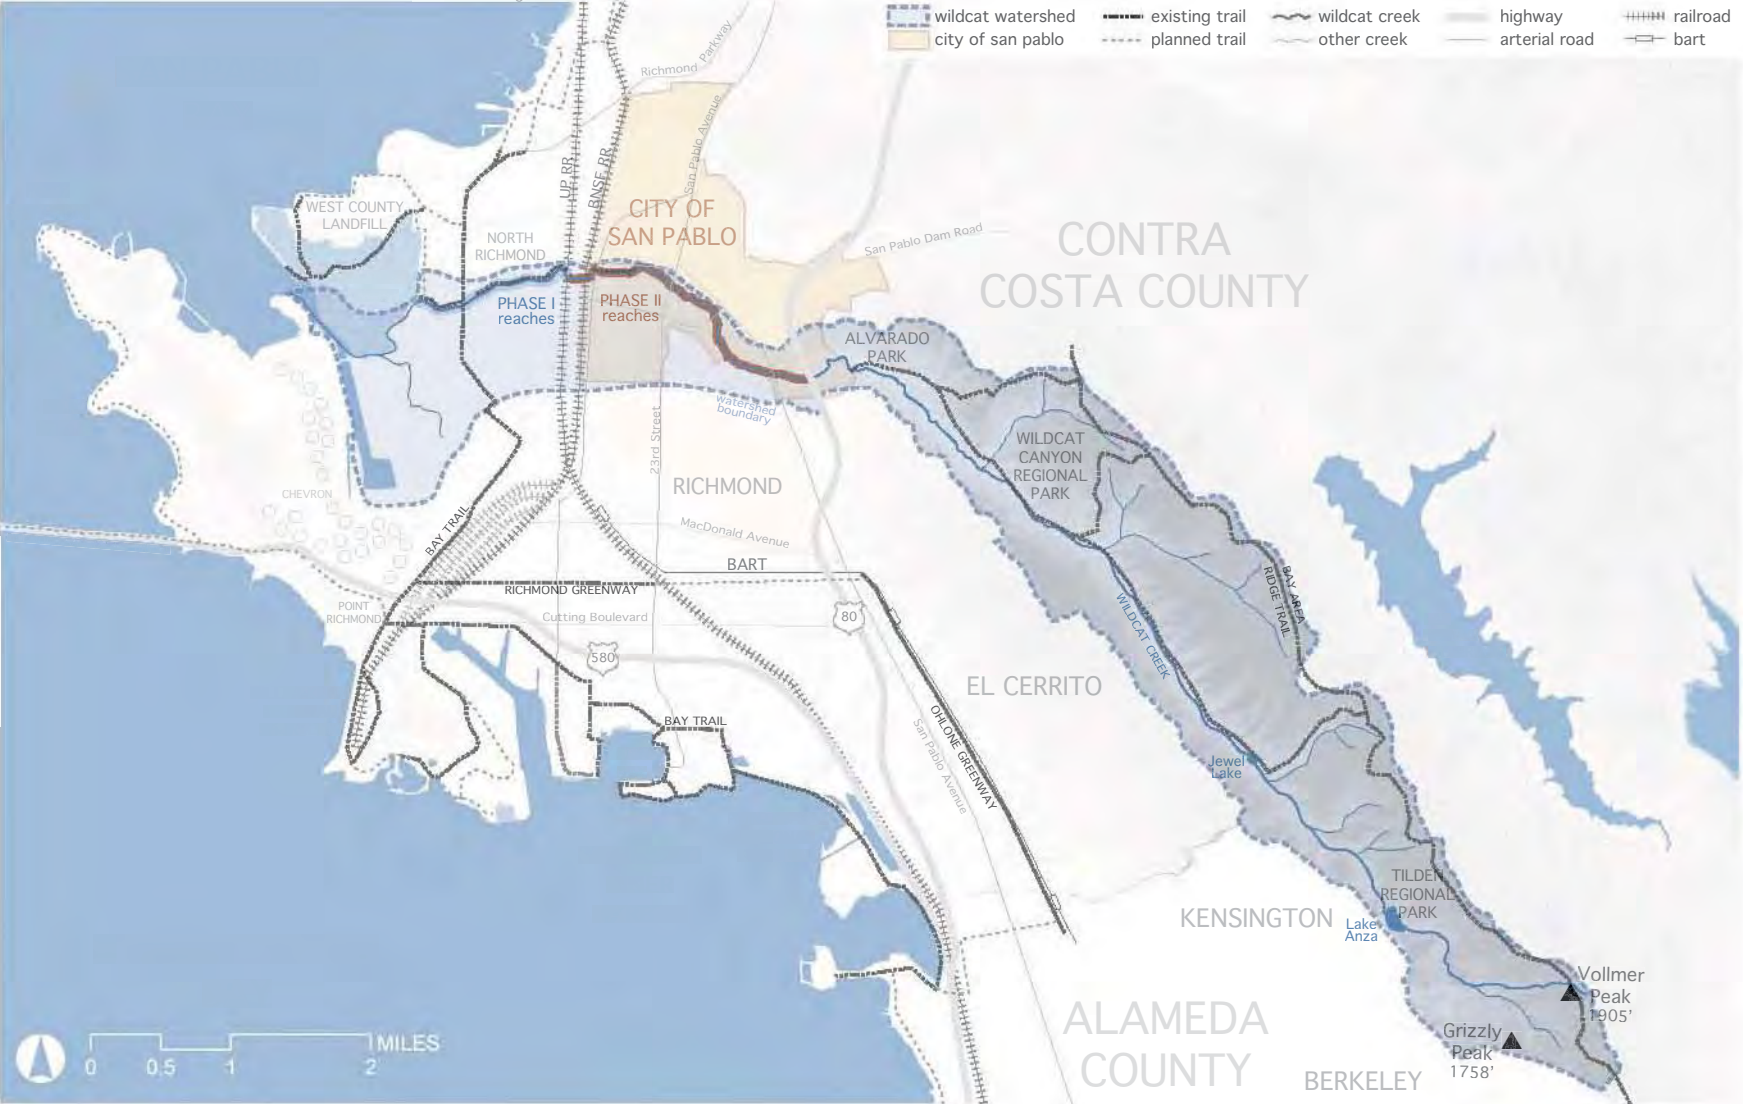 wildcat watershed
existing trail
wildcat creek
highway
railroad
city of san pablo
planned trail
other creek
arterial road
bart
Richmond Parkway
San Pablo Avenue
UP RR
BNSF RR
WEST COUNTY
LANDFILL
CITY OF
SAN PABLO
NORTH
RICHMOND
San Pablo Dam Road
CONTRA
COSTA COUNTY
PHASE I
reaches
PHASE II
reaches
ALVARADO
PARK
watershed
boundary
23rd Street
WILDCAT
CANYON
REGIONAL
PARK
RICHMOND
CHEVRON
MacDonald Avenue
BAY TRAIL
BART
RICHMOND GREENWAY
Cutting Boulevard
POINT
RICHMOND
80
580
BAY AREA
RIDGE TRAIL
WILDCAT CREEK
EL CERRITO
BAY TRAIL
OHLONE GREENWAY
San Pablo Avenue
Jewel
Lake
TILDEN
REGIONAL
PARK
KENSINGTON
Lake
Anza
Vollmer
Peak
1905'
Grizzly
Peak
1758'
ALAMEDA
COUNTY
BERKELEY
MILES
0 0.5 1 2